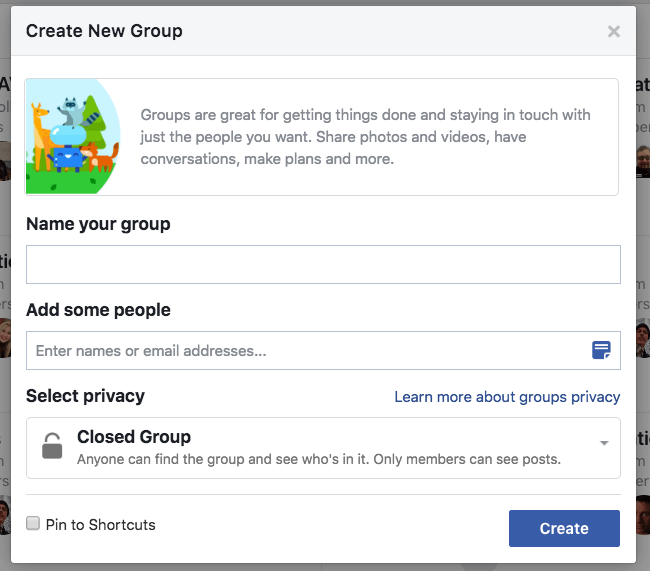 Create New Group
Groups are great for getting things done and staying in touch with
just the people you want. Share photos and videos, have
conversations, make plans and more.
Name your group
Add some people
Enter names or email addresses...
Select privacy
Learn more about groups privacy
Closed Group
Anyone can find the group and see who's in it. Only members can see posts.
Pin to Shortcuts
Create